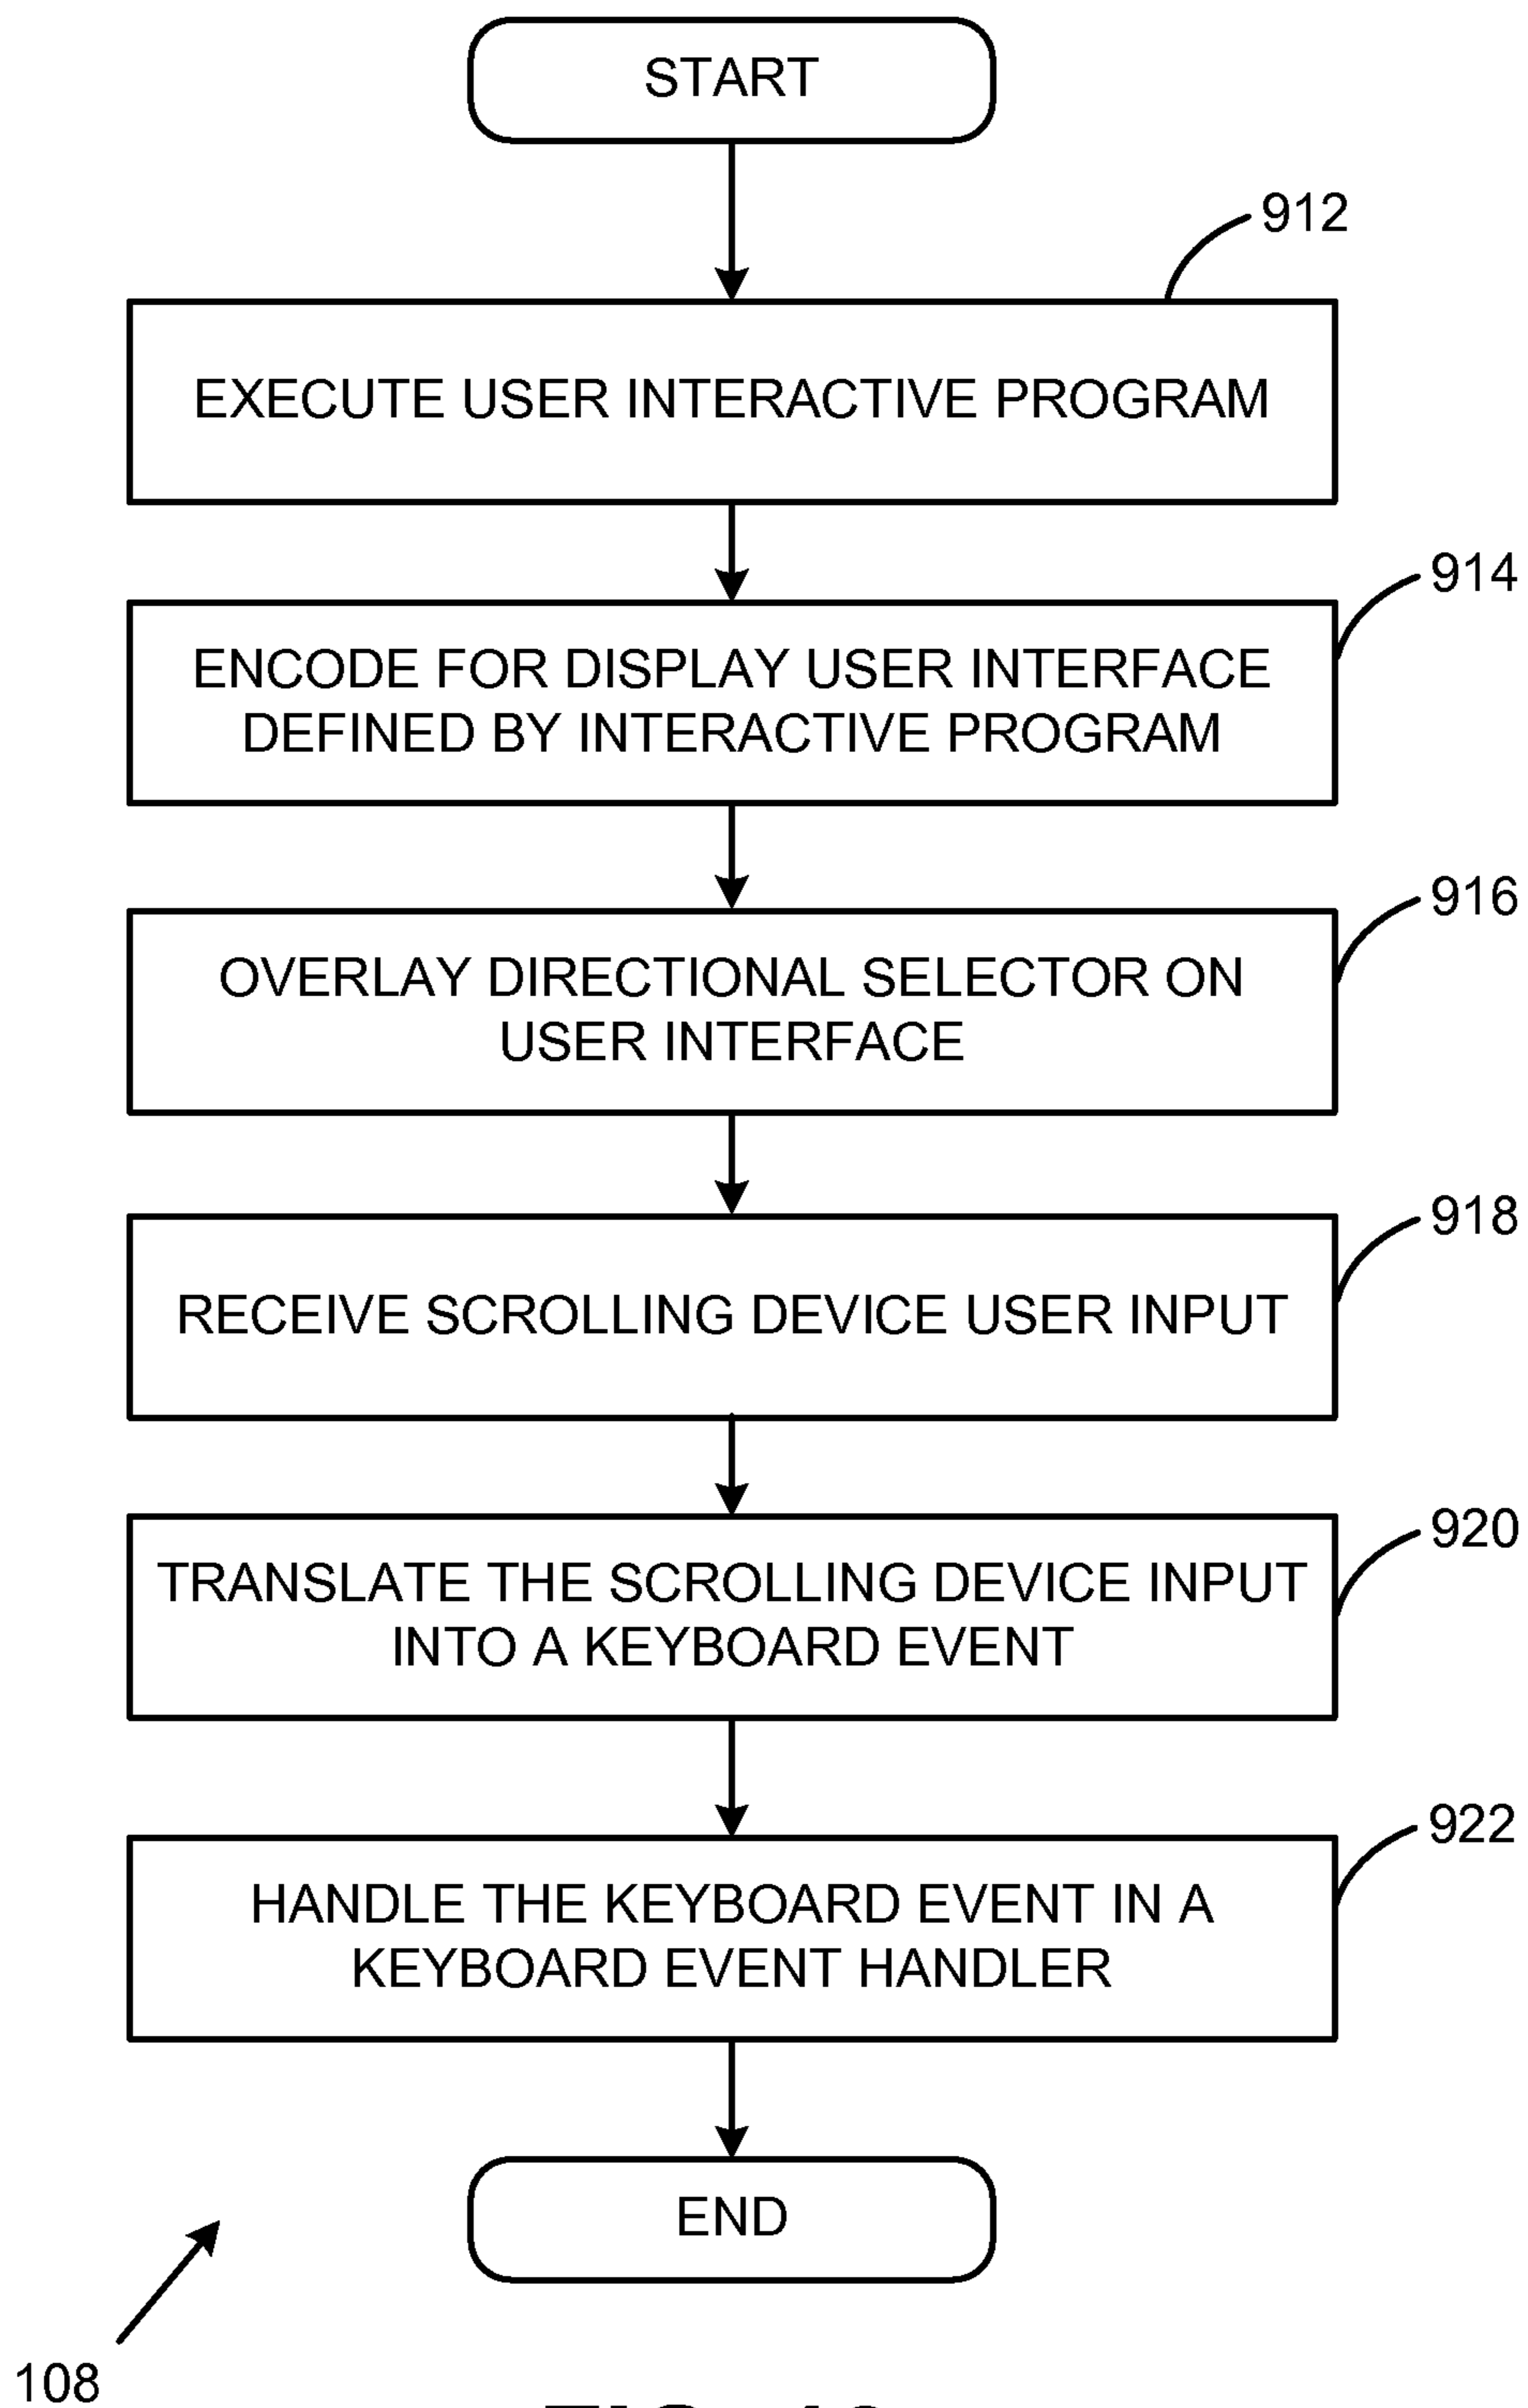 START
912
EXECUTE USER INTERACTIVE PROGRAM
914
ENCODE FOR DISPLAY USER INTERFACE
DEFINED BY INTERACTIVE PROGRAM
916
OVERLAY DIRECTIONAL SELECTOR ON
USER INTERFACE
918
RECEIVE SCROLLING DEVICE USER INPUT
920
TRANSLATE THE SCROLLING DEVICE INPUT
INTO A KEYBOARD EVENT
922
HANDLE THE KEYBOARD EVENT IN A
KEYBOARD EVENT HANDLER
END
108